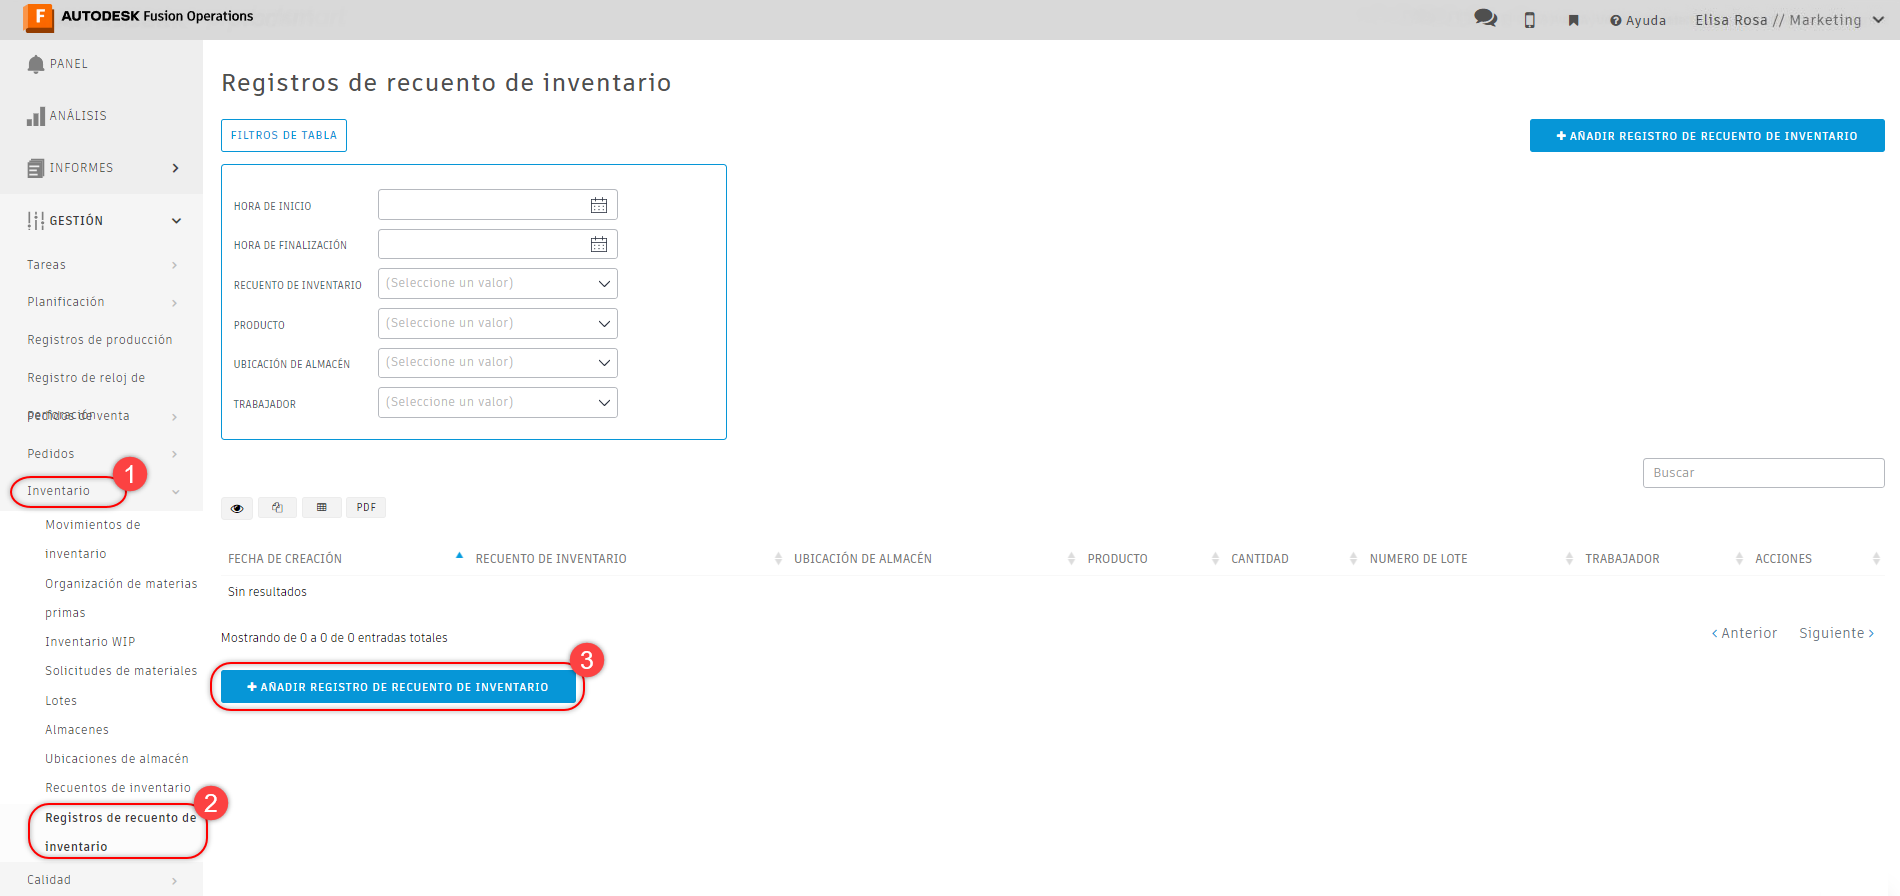 AUTODESK Fusion Operations
Ayuda
Elisa Rosa // Marketing
PANEL
ANÁLISIS
INFORMES
GESTIÓN
Tareas
Planificación
Registros de producción
Registro de reloj de
perforación
Pedidos de venta
Pedidos
1
Inventario
Movimientos de
inventario
Organización de materias
primas
Inventario WIP
Solicitudes de materiales
Lotes
Almacenes
Ubicaciones de almacén
Recuentos de inventario
2
Registros de recuento de
inventario
Calidad
Registros de recuento de inventario
FILTROS DE TABLA
+ AÑADIR REGISTRO DE RECUENTO DE INVENTARIO
HORA DE INICIO
HORA DE FINALIZACIÓN
RECUENTO DE INVENTARIO (Seleccione un valor)
PRODUCTO (Seleccione un valor)
UBICACIÓN DE ALMACÉN (Seleccione un valor)
TRABAJADOR (Seleccione un valor)
Buscar
PDF
FECHA DE CREACIÓN RECUENTO DE INVENTARIO UBICACIÓN DE ALMACÉN PRODUCTO CANTIDAD NUMERO DE LOTE TRABAJADOR ACCIONES
Sin resultados
Mostrando de 0 a 0 de 0 entradas totales
‹ Anterior Siguiente ›
3
+ AÑADIR REGISTRO DE RECUENTO DE INVENTARIO